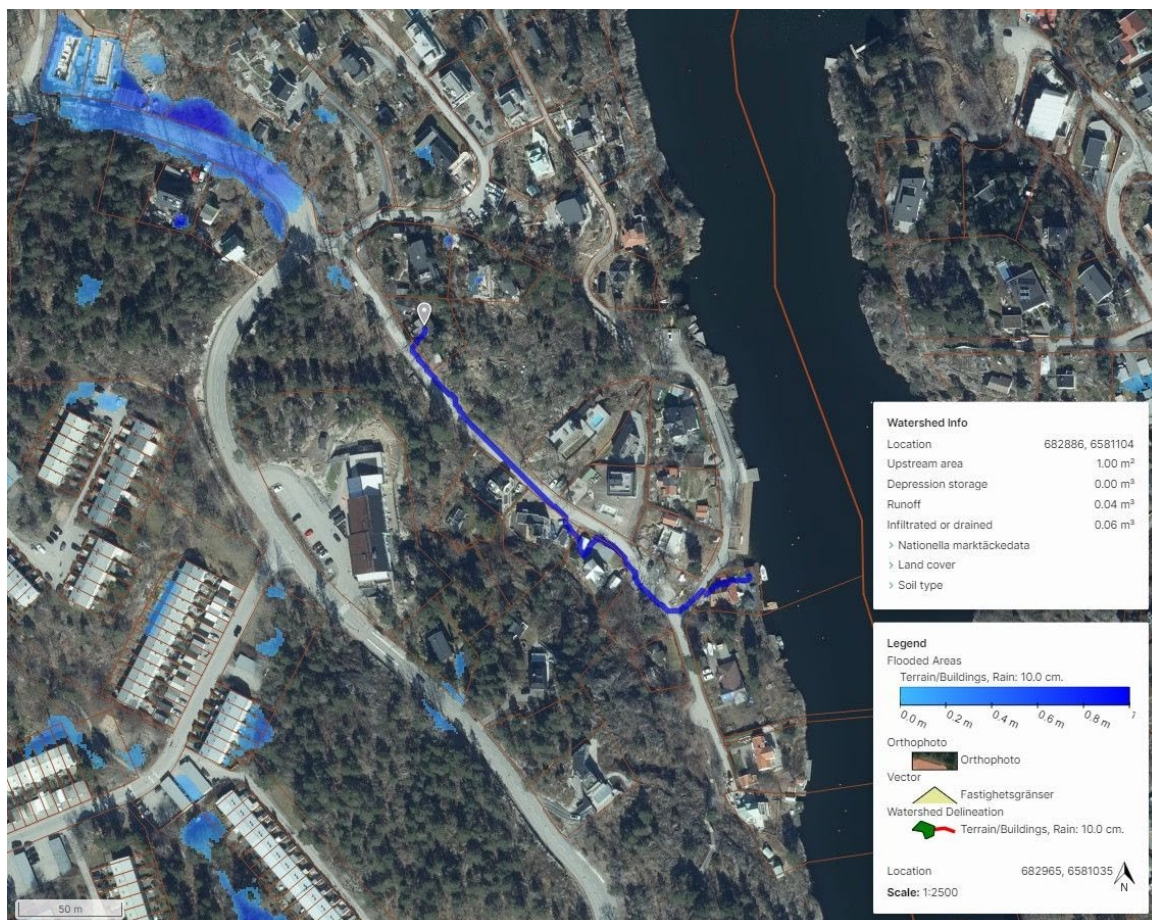 Watershed Info
Location 682886, 6581104
Upstream area 1.00 m²
Depression storage 0.00 m³
Runoff 0.04 m³
Infiltrated or drained 0.06 m³
> Nationella marktäckedata
> Land cover
> Soil type
Legend
Flooded Areas
Terrain/Buildings, Rain: 10.0 cm.
0.0 m 0.2 m 0.4 m 0.6 m 0.8 m 1
Orthophoto
Orthophoto
Vector
Fastighetsgränser
Watershed Delineation
Terrain/Buildings, Rain: 10.0 cm.
Location 682965, 6581035
Scale: 1:2500
N
50 m